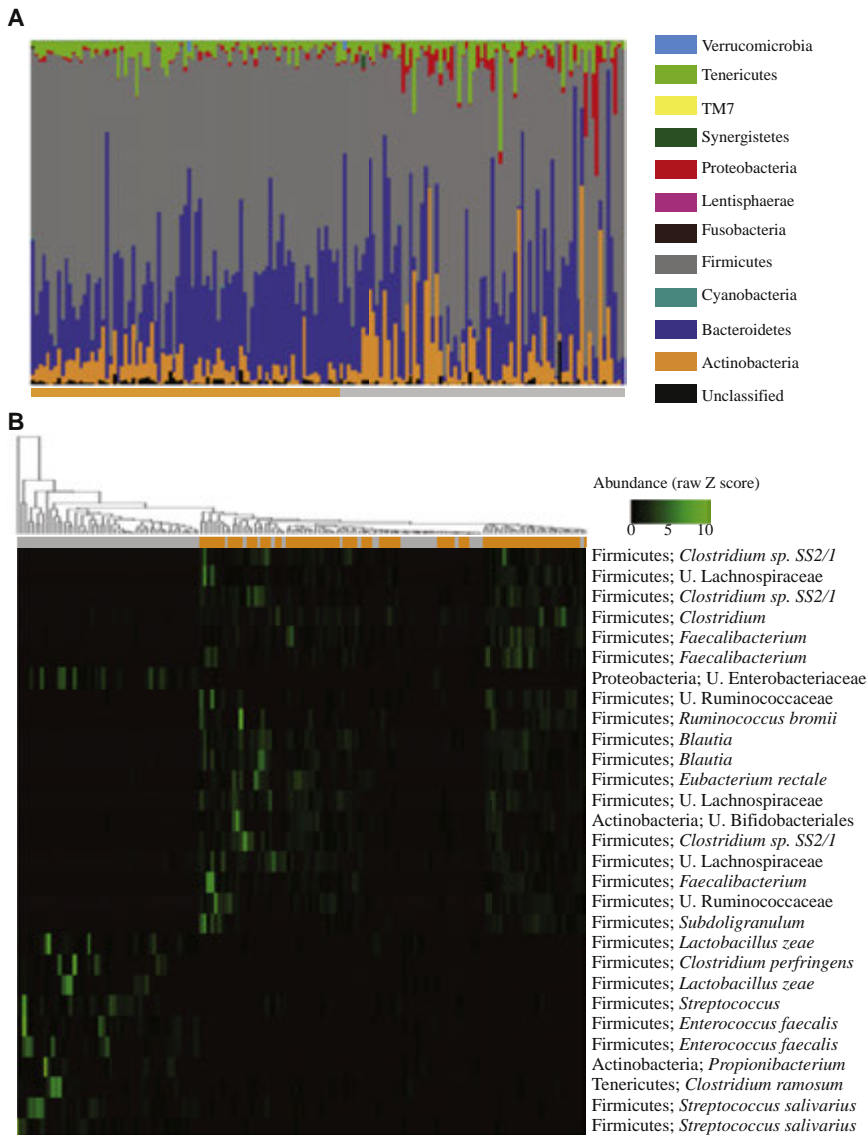 A
Verrucomicrobia
Tenericutes
TM7
Synergistetes
Proteobacteria
Lentisphaerae
Fusobacteria
Firmicutes
Cyanobacteria
Bacteroidetes
Actinobacteria
Unclassified
B
Abundance (raw Z score)
0 5 10
Firmicutes; Clostridium sp. SS2/1
Firmicutes; U. Lachnospiraceae
Firmicutes; Clostridium sp. SS2/1
Firmicutes; Clostridium
Firmicutes; Faecalibacterium
Firmicutes; Faecalibacterium
Proteobacteria; U. Enterobacteriaceae
Firmicutes; U. Ruminococcaceae
Firmicutes; Ruminococcus bromii
Firmicutes; Blautia
Firmicutes; Blautia
Firmicutes; Eubacterium rectale
Firmicutes; U. Lachnospiraceae
Actinobacteria; U. Bifidobacteriales
Firmicutes; Clostridium sp. SS2/1
Firmicutes; U. Lachnospiraceae
Firmicutes; Faecalibacterium
Firmicutes; U. Ruminococcaceae
Firmicutes; Subdoligranulum
Firmicutes; Lactobacillus zeae
Firmicutes; Clostridium perfringens
Firmicutes; Lactobacillus zeae
Firmicutes; Streptococcus
Firmicutes; Enterococcus faecalis
Firmicutes; Enterococcus faecalis
Actinobacteria; Propionibacterium
Tenericutes; Clostridium ramosum
Firmicutes; Streptococcus salivarius
Firmicutes; Streptococcus salivarius